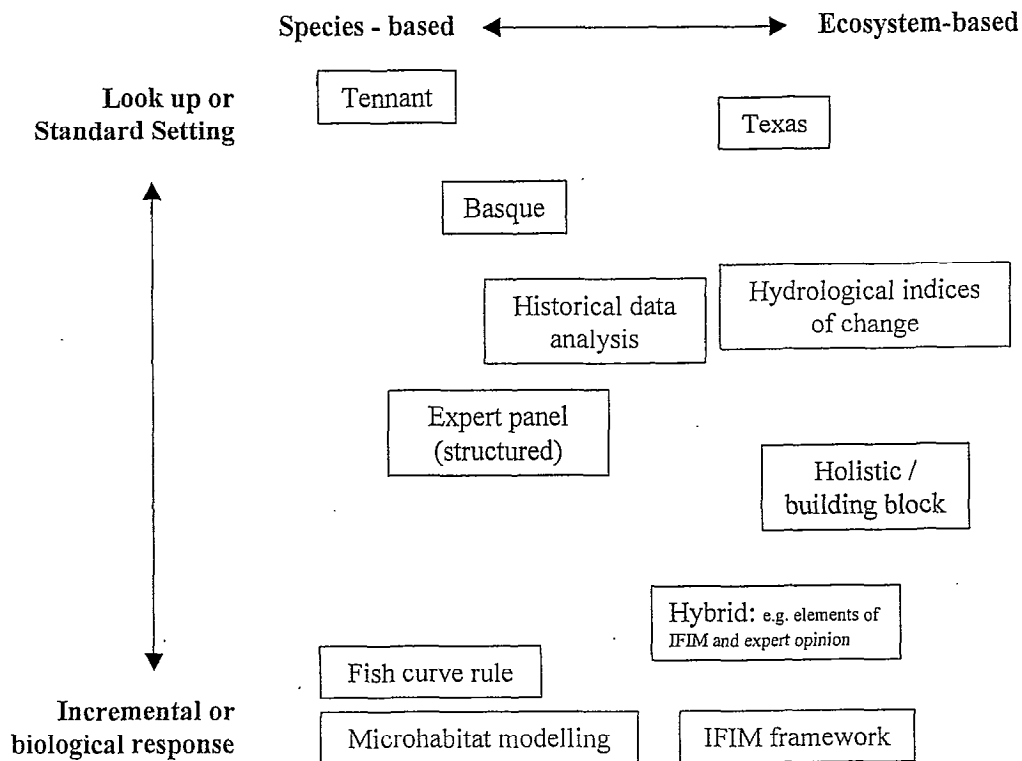 Species - based
Ecosystem-based
Look up or
Standard Setting
Tennant
Texas
Basque
Historical data
analysis
Hydrological indices
of change
Expert panel
(structured)
Holistic /
building block
Hybrid: e.g. elements of
IFIM and expert opinion
Fish curve rule
Incremental or
biological response
Microhabitat modelling
IFIM framework